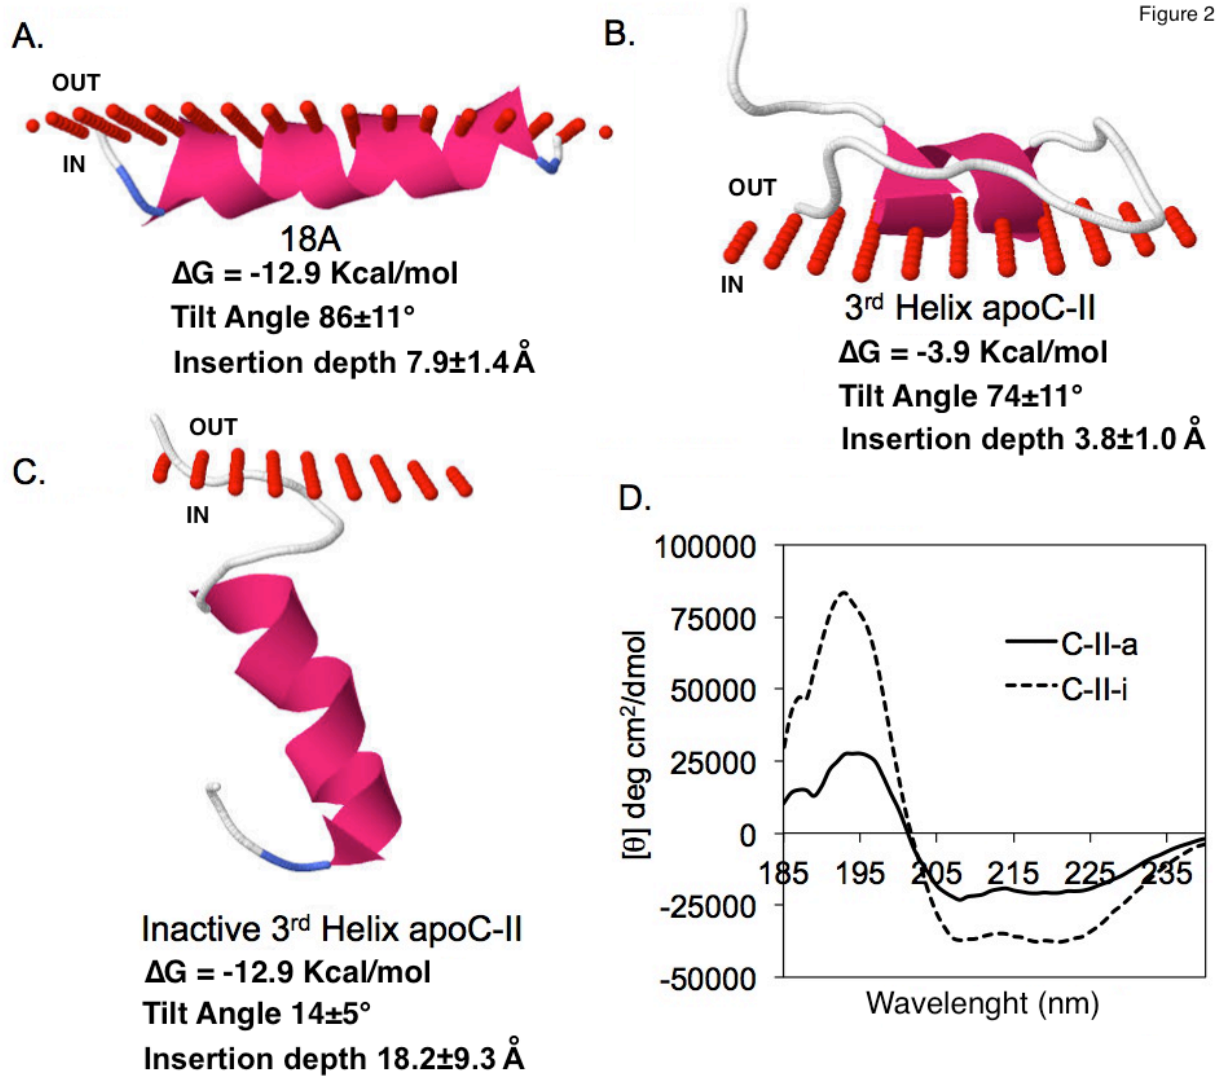 Figure 2
A.
OUT
IN
18A
ΔG = -12.9 Kcal/mol
Tilt Angle 86±11°
Insertion depth 7.9±1.4 Å
B.
OUT
IN
3rd Helix apoC-II
ΔG = -3.9 Kcal/mol
Tilt Angle 74±11°
Insertion depth 3.8±1.0 Å
C.
OUT
IN
Inactive 3rd Helix apoC-II
ΔG = -12.9 Kcal/mol
Tilt Angle 14±5°
Insertion depth 18.2±9.3 Å
D.
[θ] deg cm²/dmol
100000
75000
50000
25000
0
-25000
-50000
C-II-a
C-II-i
185 195 205 215 225 235
Wavelenght (nm)